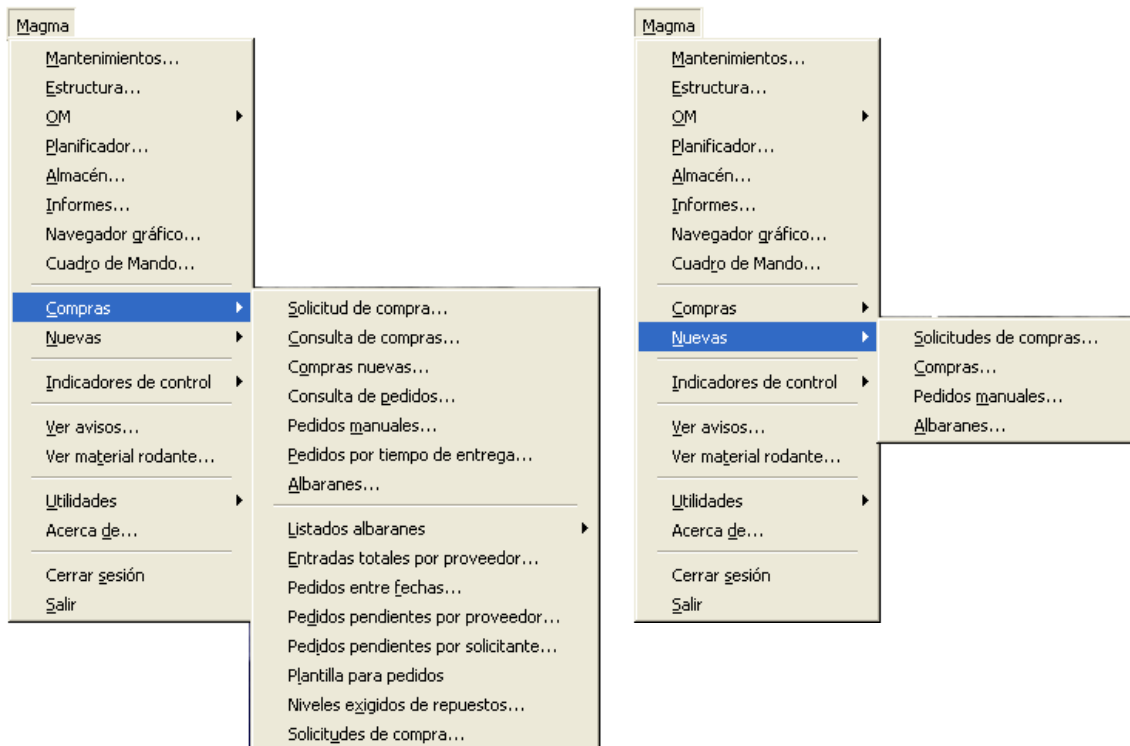 Magma
Mantenimientos...
Estructura...
OM
Planificador...
Almacén...
Informes...
Navegador gráfico...
Cuadro de Mando...
Compras
Nuevas
Indicadores de control
Ver avisos...
Ver material rodante...
Utilidades
Acerca de...
Cerrar sesión
Salir
Solicitud de compra...
Consulta de compras...
Compras nuevas...
Consulta de pedidos...
Pedidos manuales...
Pedidos por tiempo de entrega...
Albaranes...
Listados albaranes
Entradas totales por proveedor...
Pedidos entre fechas...
Pedidos pendientes por proveedor...
Pedidos pendientes por solicitante...
Plantilla para pedidos
Niveles exigidos de repuestos...
Solicitudes de compra...
Magma
Mantenimientos...
Estructura...
OM
Planificador...
Almacén...
Informes...
Navegador gráfico...
Cuadro de Mando...
Compras
Nuevas
Indicadores de control
Ver avisos...
Ver material rodante...
Utilidades
Acerca de...
Cerrar sesión
Salir
Solicitudes de compras...
Compras...
Pedidos manuales...
Albaranes...